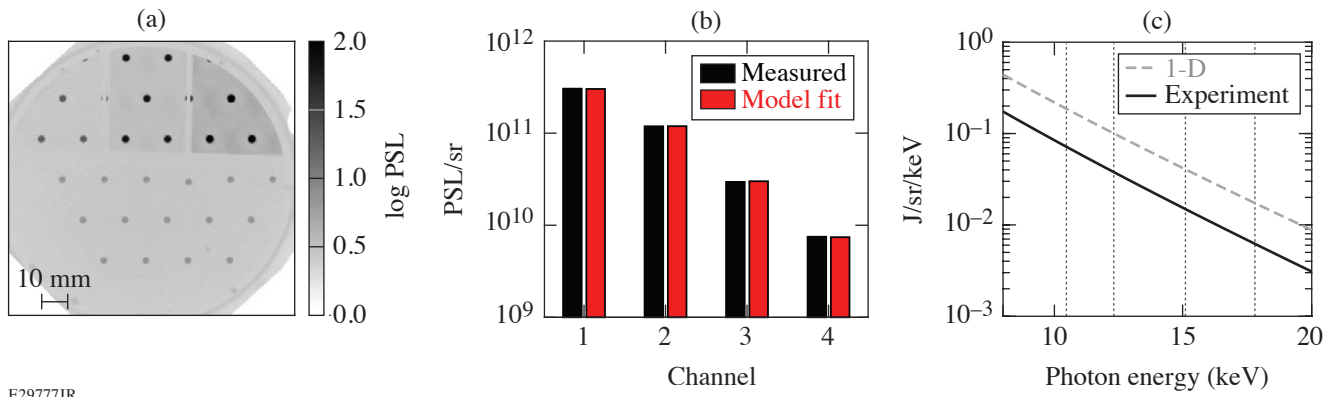 (a)
2.0
1.5
1.0
0.5
0.0
log PSL
10 mm
(b)
10¹²
10¹¹
10¹⁰
10⁹
PSL/sr
Measured
Model fit
1 2 3 4
Channel
(c)
10⁰
10⁻¹
10⁻²
10⁻³
J/sr/keV
1-D
Experiment
10 15 20
Photon energy (keV)
E29777JR